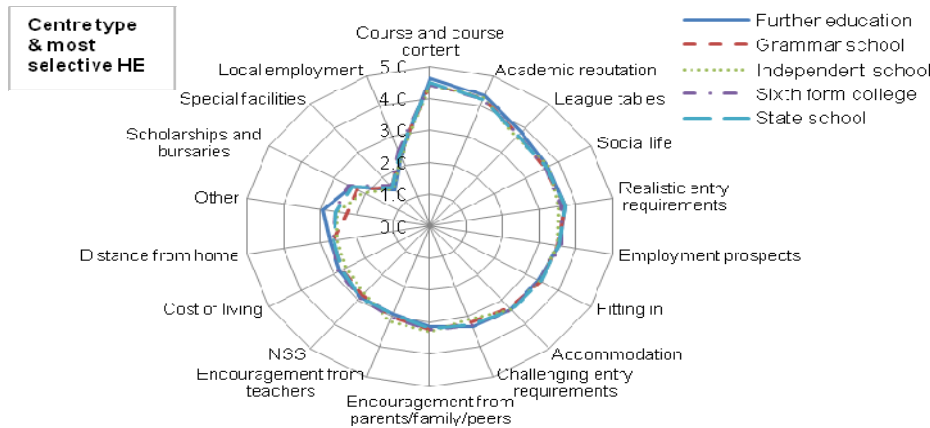 Centre type
& most
selective HE
Course and course
content
Academic reputation
League tables
Social life
Realistic entry
requirements
Employment prospects
Fitting in
Accommodation
Challenging entry
requirements
Encouragement from
parents/family/peers
Encouragement from
teachers
NSS
Cost of living
Distance from home
Other
Scholarships and
bursaries
Special facilities
Local employment
5.0
4.0
3.0
2.0
1.0
0.0
Further education
Grammar school
Independent school
Sixth form college
State school